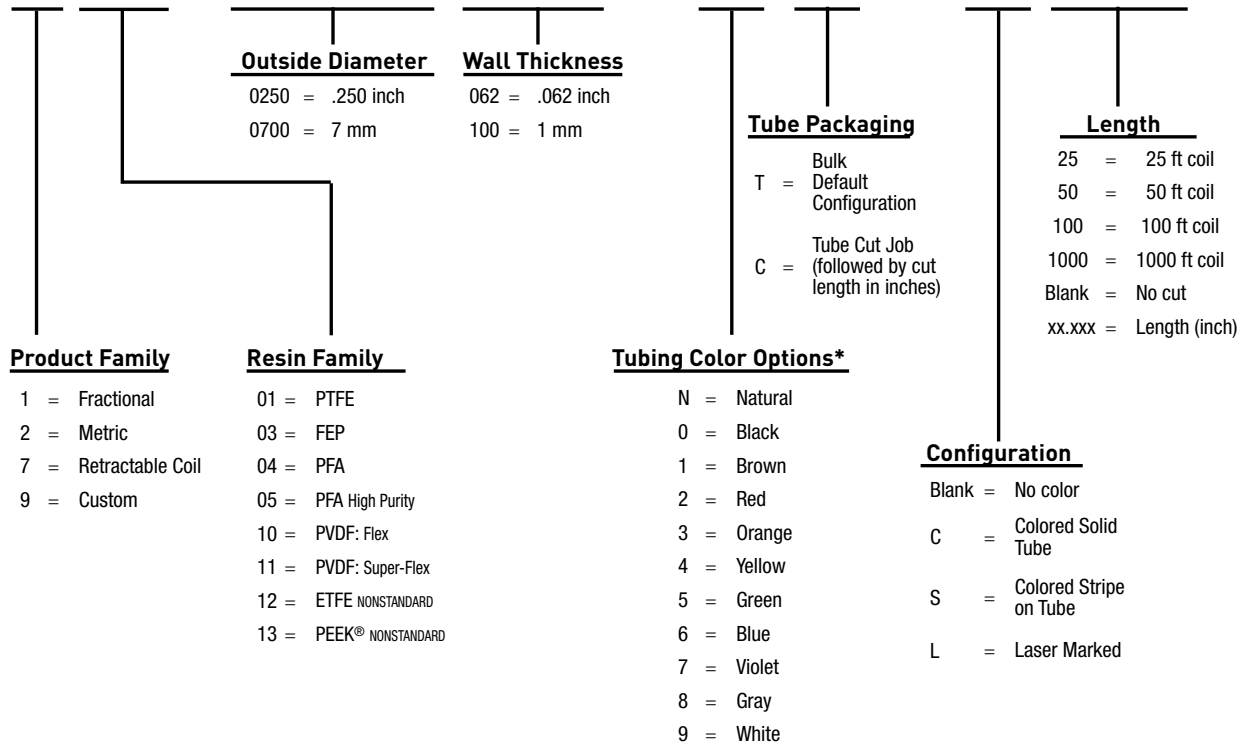 Outside Diameter
0250 = .250 inch
0700 = 7 mm
Wall Thickness
062 = .062 inch
100 = 1 mm
Tube Packaging
T = Bulk
Default
Configuration
C = Tube Cut Job
(followed by cut
length in inches)
Length
25 = 25 ft coil
50 = 50 ft coil
100 = 100 ft coil
1000 = 1000 ft coil
Blank = No cut
xx.xxx = Length (inch)
Product Family
1 = Fractional
2 = Metric
7 = Retractable Coil
9 = Custom
Resin Family
01 = PTFE
03 = FEP
04 = PFA
05 = PFA High Purity
10 = PVDF: Flex
11 = PVDF: Super-Flex
12 = ETFE NONSTANDARD
13 = PEEK® NONSTANDARD
Tubing Color Options*
N = Natural
0 = Black
1 = Brown
2 = Red
3 = Orange
4 = Yellow
5 = Green
6 = Blue
7 = Violet
8 = Gray
9 = White
Configuration
Blank = No color
C = Colored Solid
Tube
S = Colored Stripe
on Tube
L = Laser Marked